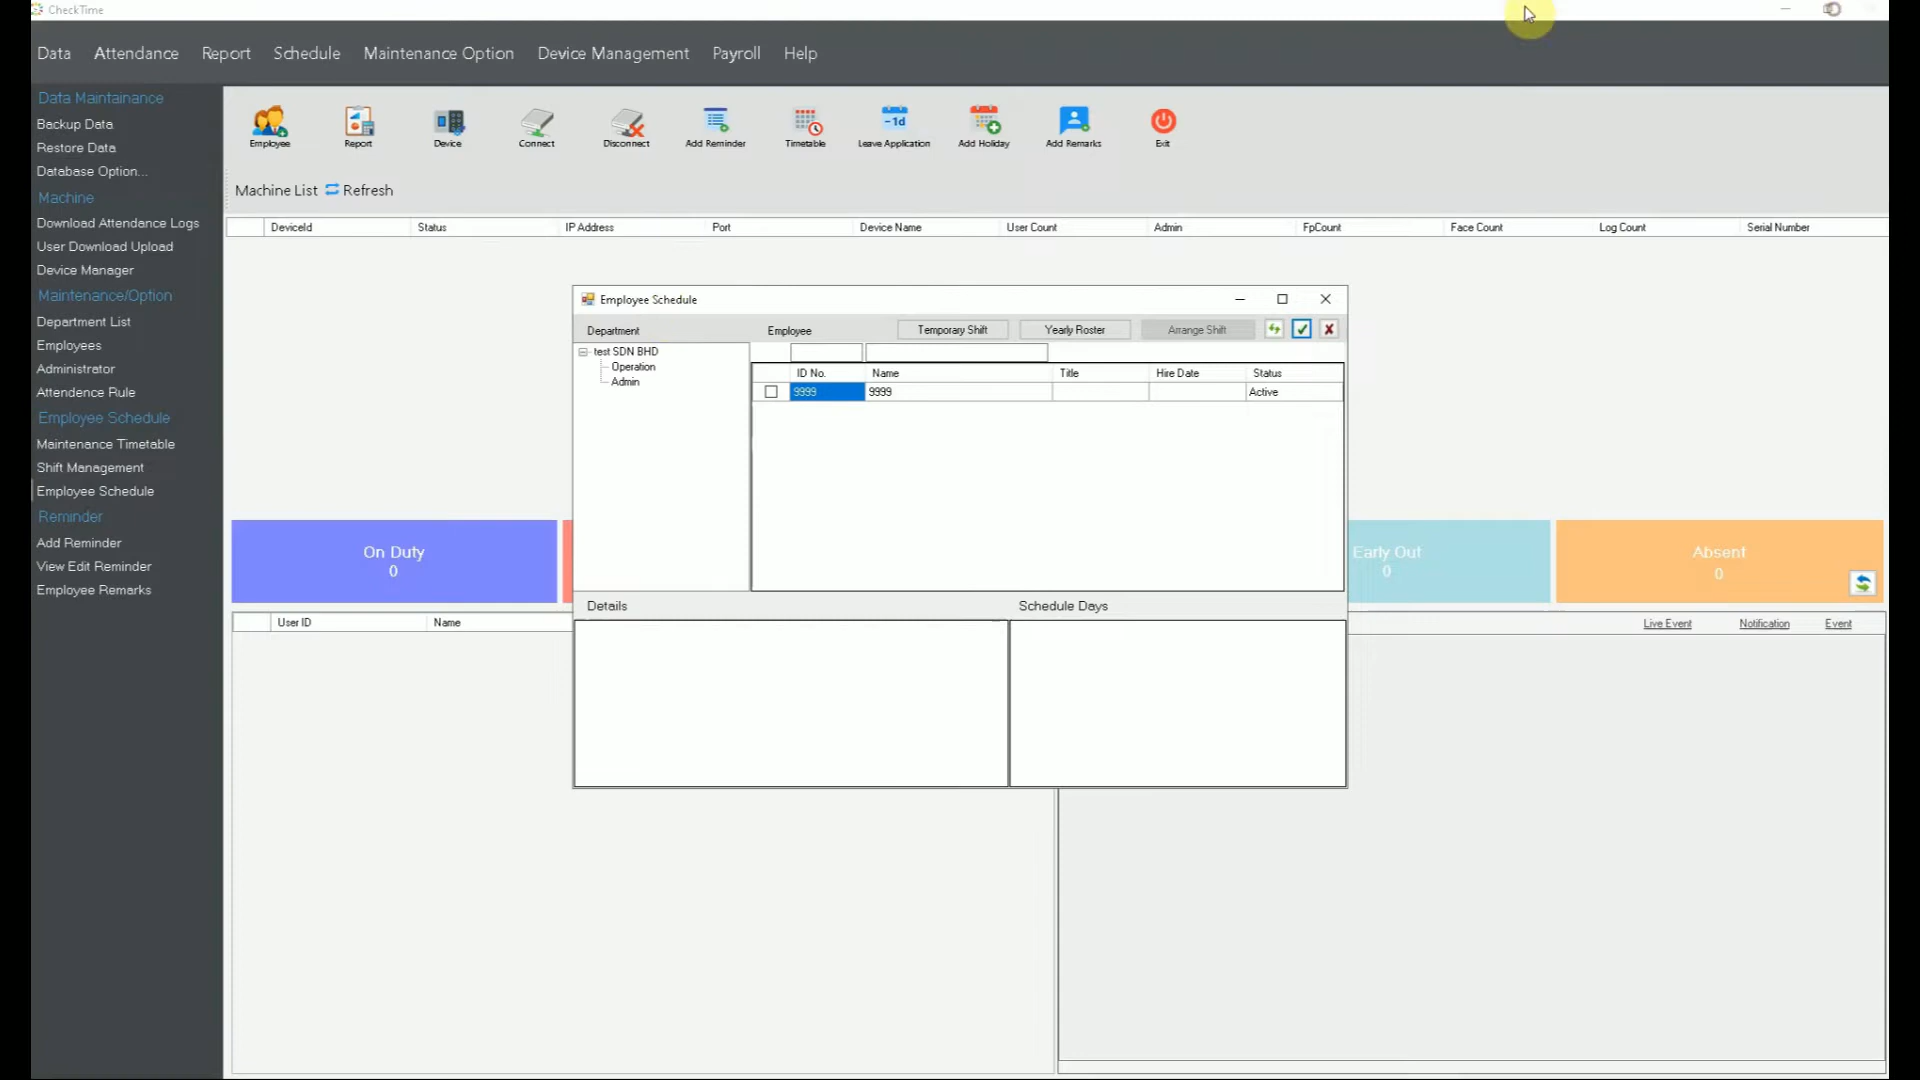 CheckTime
Data Attendance Report Schedule Maintenance Option Device Management Payroll Help
Data Maintainance
Backup Data
Restore Data
Database Option...
Machine
Download Attendance Logs
User Download Upload
Device Manager
Maintenance/Option
Department List
Employees
Administrator
Attendence Rule
Employee Schedule
Maintenance Timetable
Shift Management
Employee Schedule
Reminder
Add Reminder
View Edit Reminder
Employee Remarks
Employee Report Device Connect Disconnect Add Reminder Timetable Leave Application Add Holiday Add Remarks Exit
-1d
Machine List Refresh
DeviceId Status IP Address Port Device Name User Count Admin FpCount Face Count Log Count Serial Number
Employee Schedule
Department Employee Temporary Shift Yearly Roster Arrange Shift
test SDN BHD
Operation
Admin
ID No. Name Title Hire Date Status
9999 9999 Active
Details Schedule Days
On Duty
0
Early Out
0
Absent
0
User ID Name
Live Event Notification Event